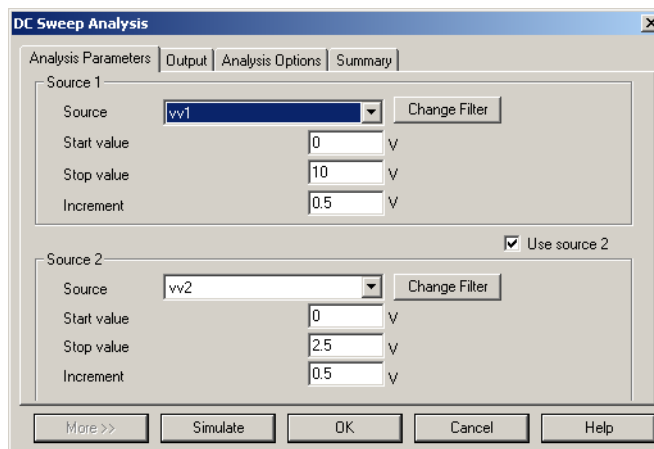 DC Sweep Analysis
Analysis Parameters Output Analysis Options Summary
Source 1
Source vv1 Change Filter
Start value 0 V
Stop value 10 V
Increment 0.5 V
Use source 2
Source 2
Source vv2 Change Filter
Start value 0 V
Stop value 2.5 V
Increment 0.5 V
More >> Simulate OK Cancel Help